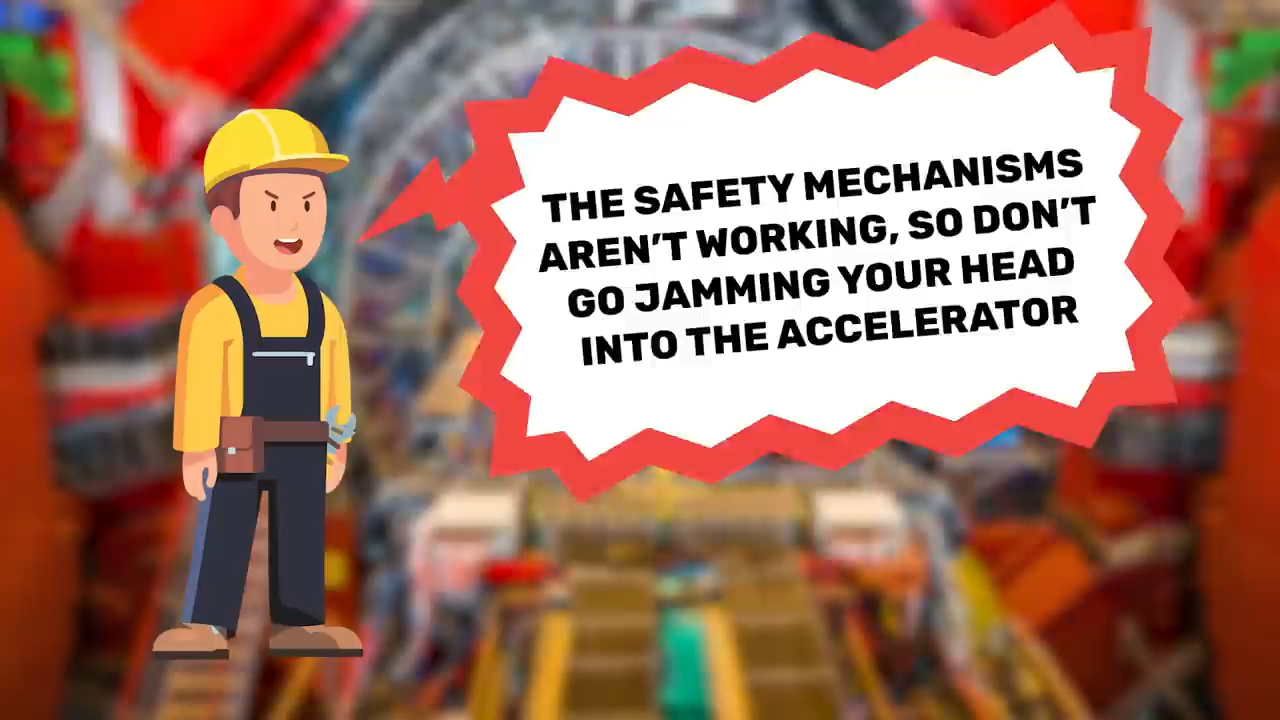 THE SAFETY MECHANISMS
AREN’T WORKING, SO DON’T
GO JAMMING YOUR HEAD
INTO THE ACCELERATOR